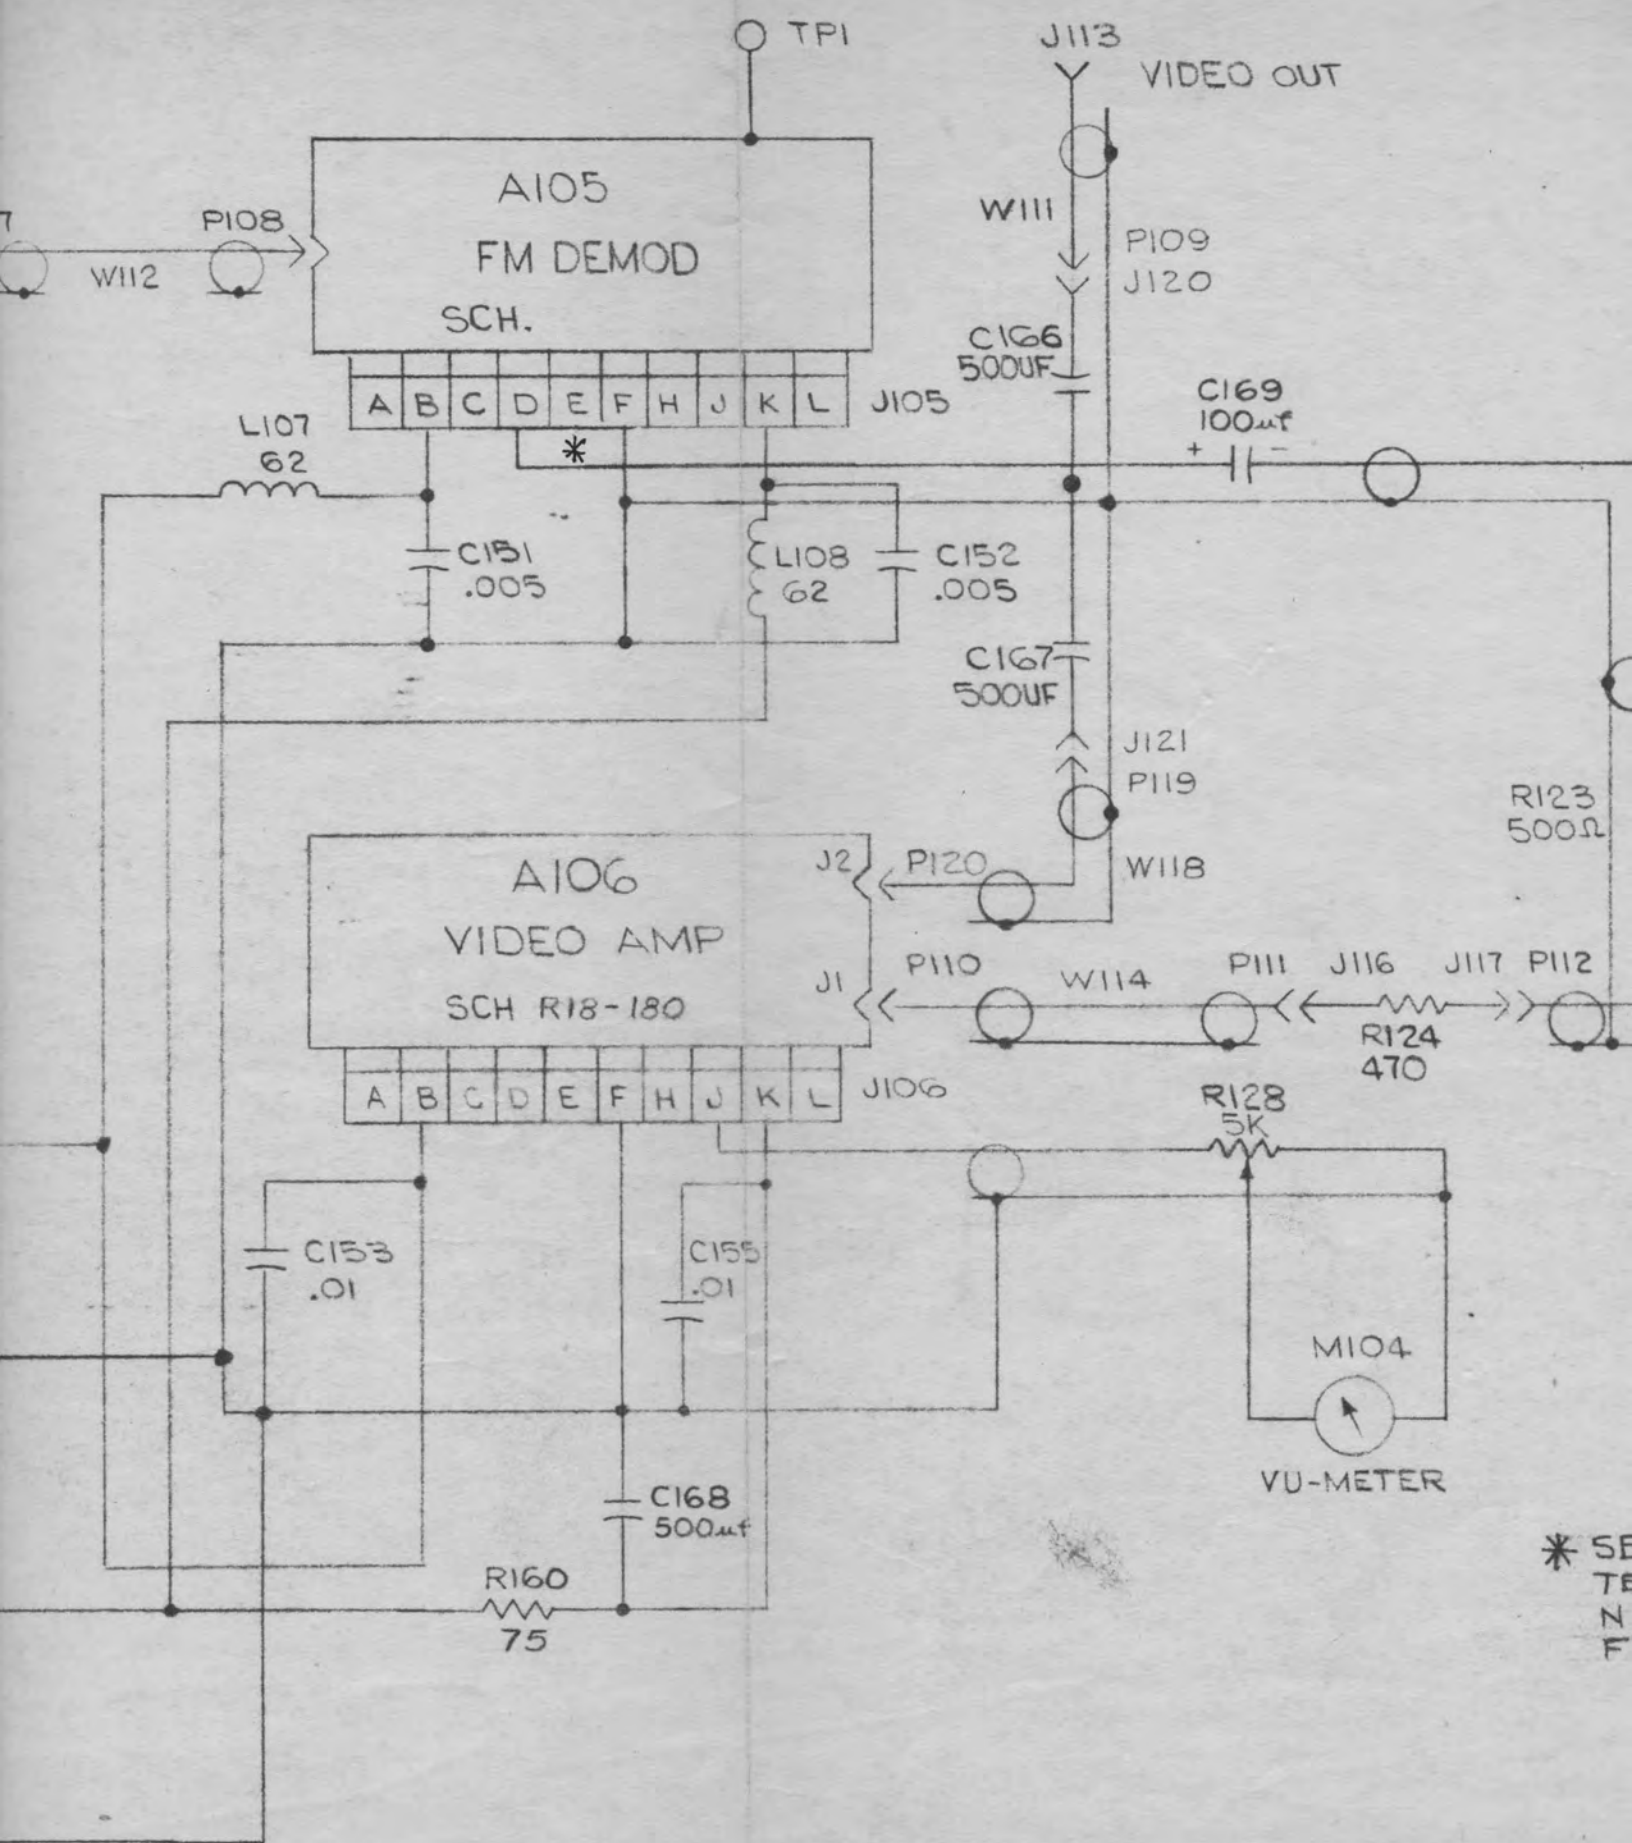 TP1
J113
VIDEO OUT
A105
FM DEMOD
SCH.
7
P108
W112
W111
P109
J120
C166
500UF
C169
100uf
+ -
A B C D E F H J K L
J105
*
L107
62
C151
.005
L108
62
C152
.005
C167
500UF
J121
P119
R123
500Ω
A106
VIDEO AMP
SCH R18-180
J2
P120
W118
J1
P110
W114
P111
J116
J117
P112
R124
470
A B C D E F H J K L
J106
R128
5K
C153
.01
C155
.01
M104
VU-METER
C168
500uf
R160
75
* SE
TE
N
F